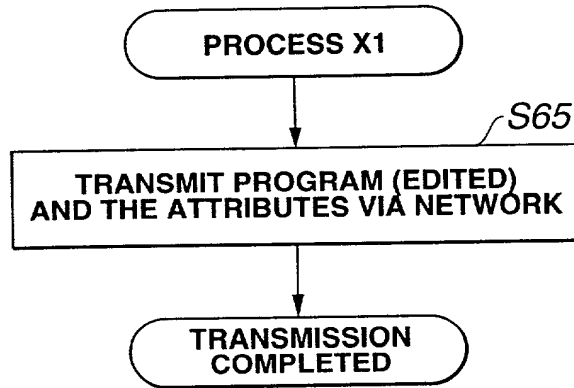 PROCESS X1
S65
TRANSMIT PROGRAM (EDITED)
AND THE ATTRIBUTES VIA NETWORK
TRANSMISSION
COMPLETED